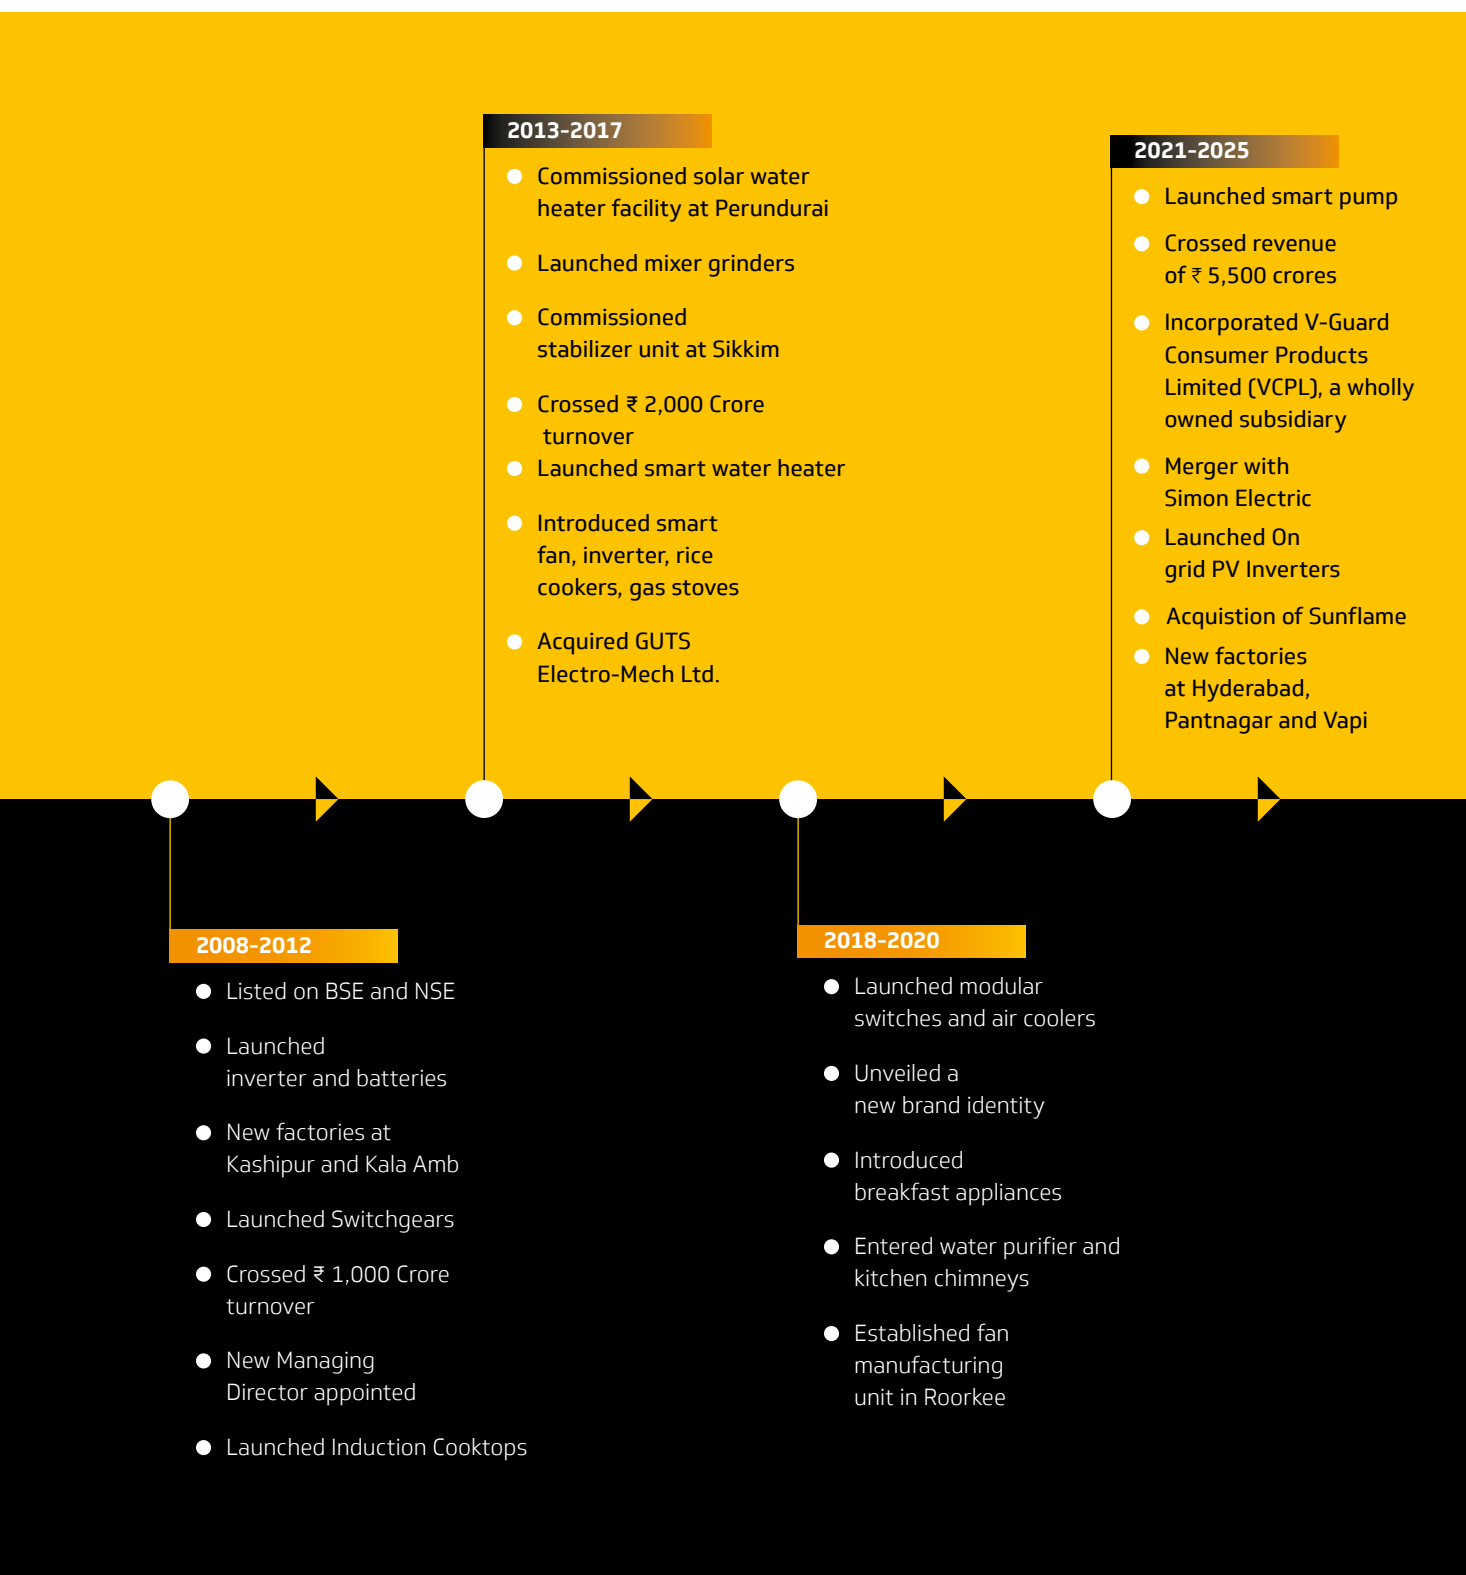 2013-2017
Commissioned solar water
heater facility at Perundurai
Launched mixer grinders
Commissioned
stabilizer unit at Sikkim
Crossed ₹ 2,000 Crore
turnover
Launched smart water heater
Introduced smart
fan, inverter, rice
cookers, gas stoves
Acquired GUTS
Electro-Mech Ltd.
2021-2025
Launched smart pump
Crossed revenue
of ₹ 5,500 crores
Incorporated V-Guard
Consumer Products
Limited (VCPL), a wholly
owned subsidiary
Merger with
Simon Electric
Launched On
grid PV Inverters
Acquistion of Sunflame
New factories
at Hyderabad,
Pantnagar and Vapi
2008-2012
Listed on BSE and NSE
Launched
inverter and batteries
New factories at
Kashipur and Kala Amb
Launched Switchgears
Crossed ₹ 1,000 Crore
turnover
New Managing
Director appointed
Launched Induction Cooktops
2018-2020
Launched modular
switches and air coolers
Unveiled a
new brand identity
Introduced
breakfast appliances
Entered water purifier and
kitchen chimneys
Established fan
manufacturing
unit in Roorkee